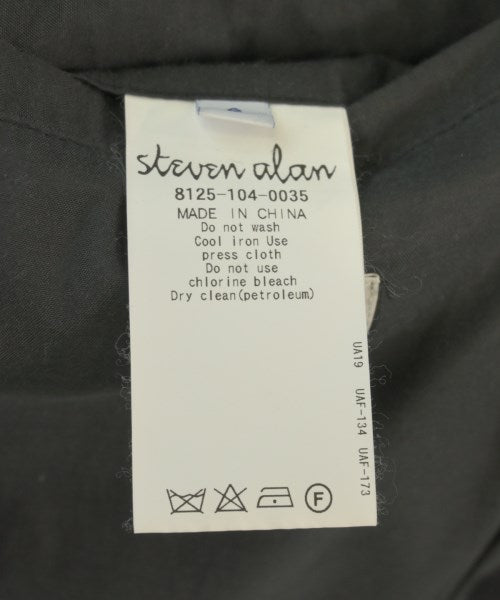 steven alan
8125-104-0035
MADE IN CHINA
Do not wash
Cool iron Use
press cloth
Do not use
chlorine bleach
Dry clean(petroleum)
UA19 UAF-134 UAF-173
F